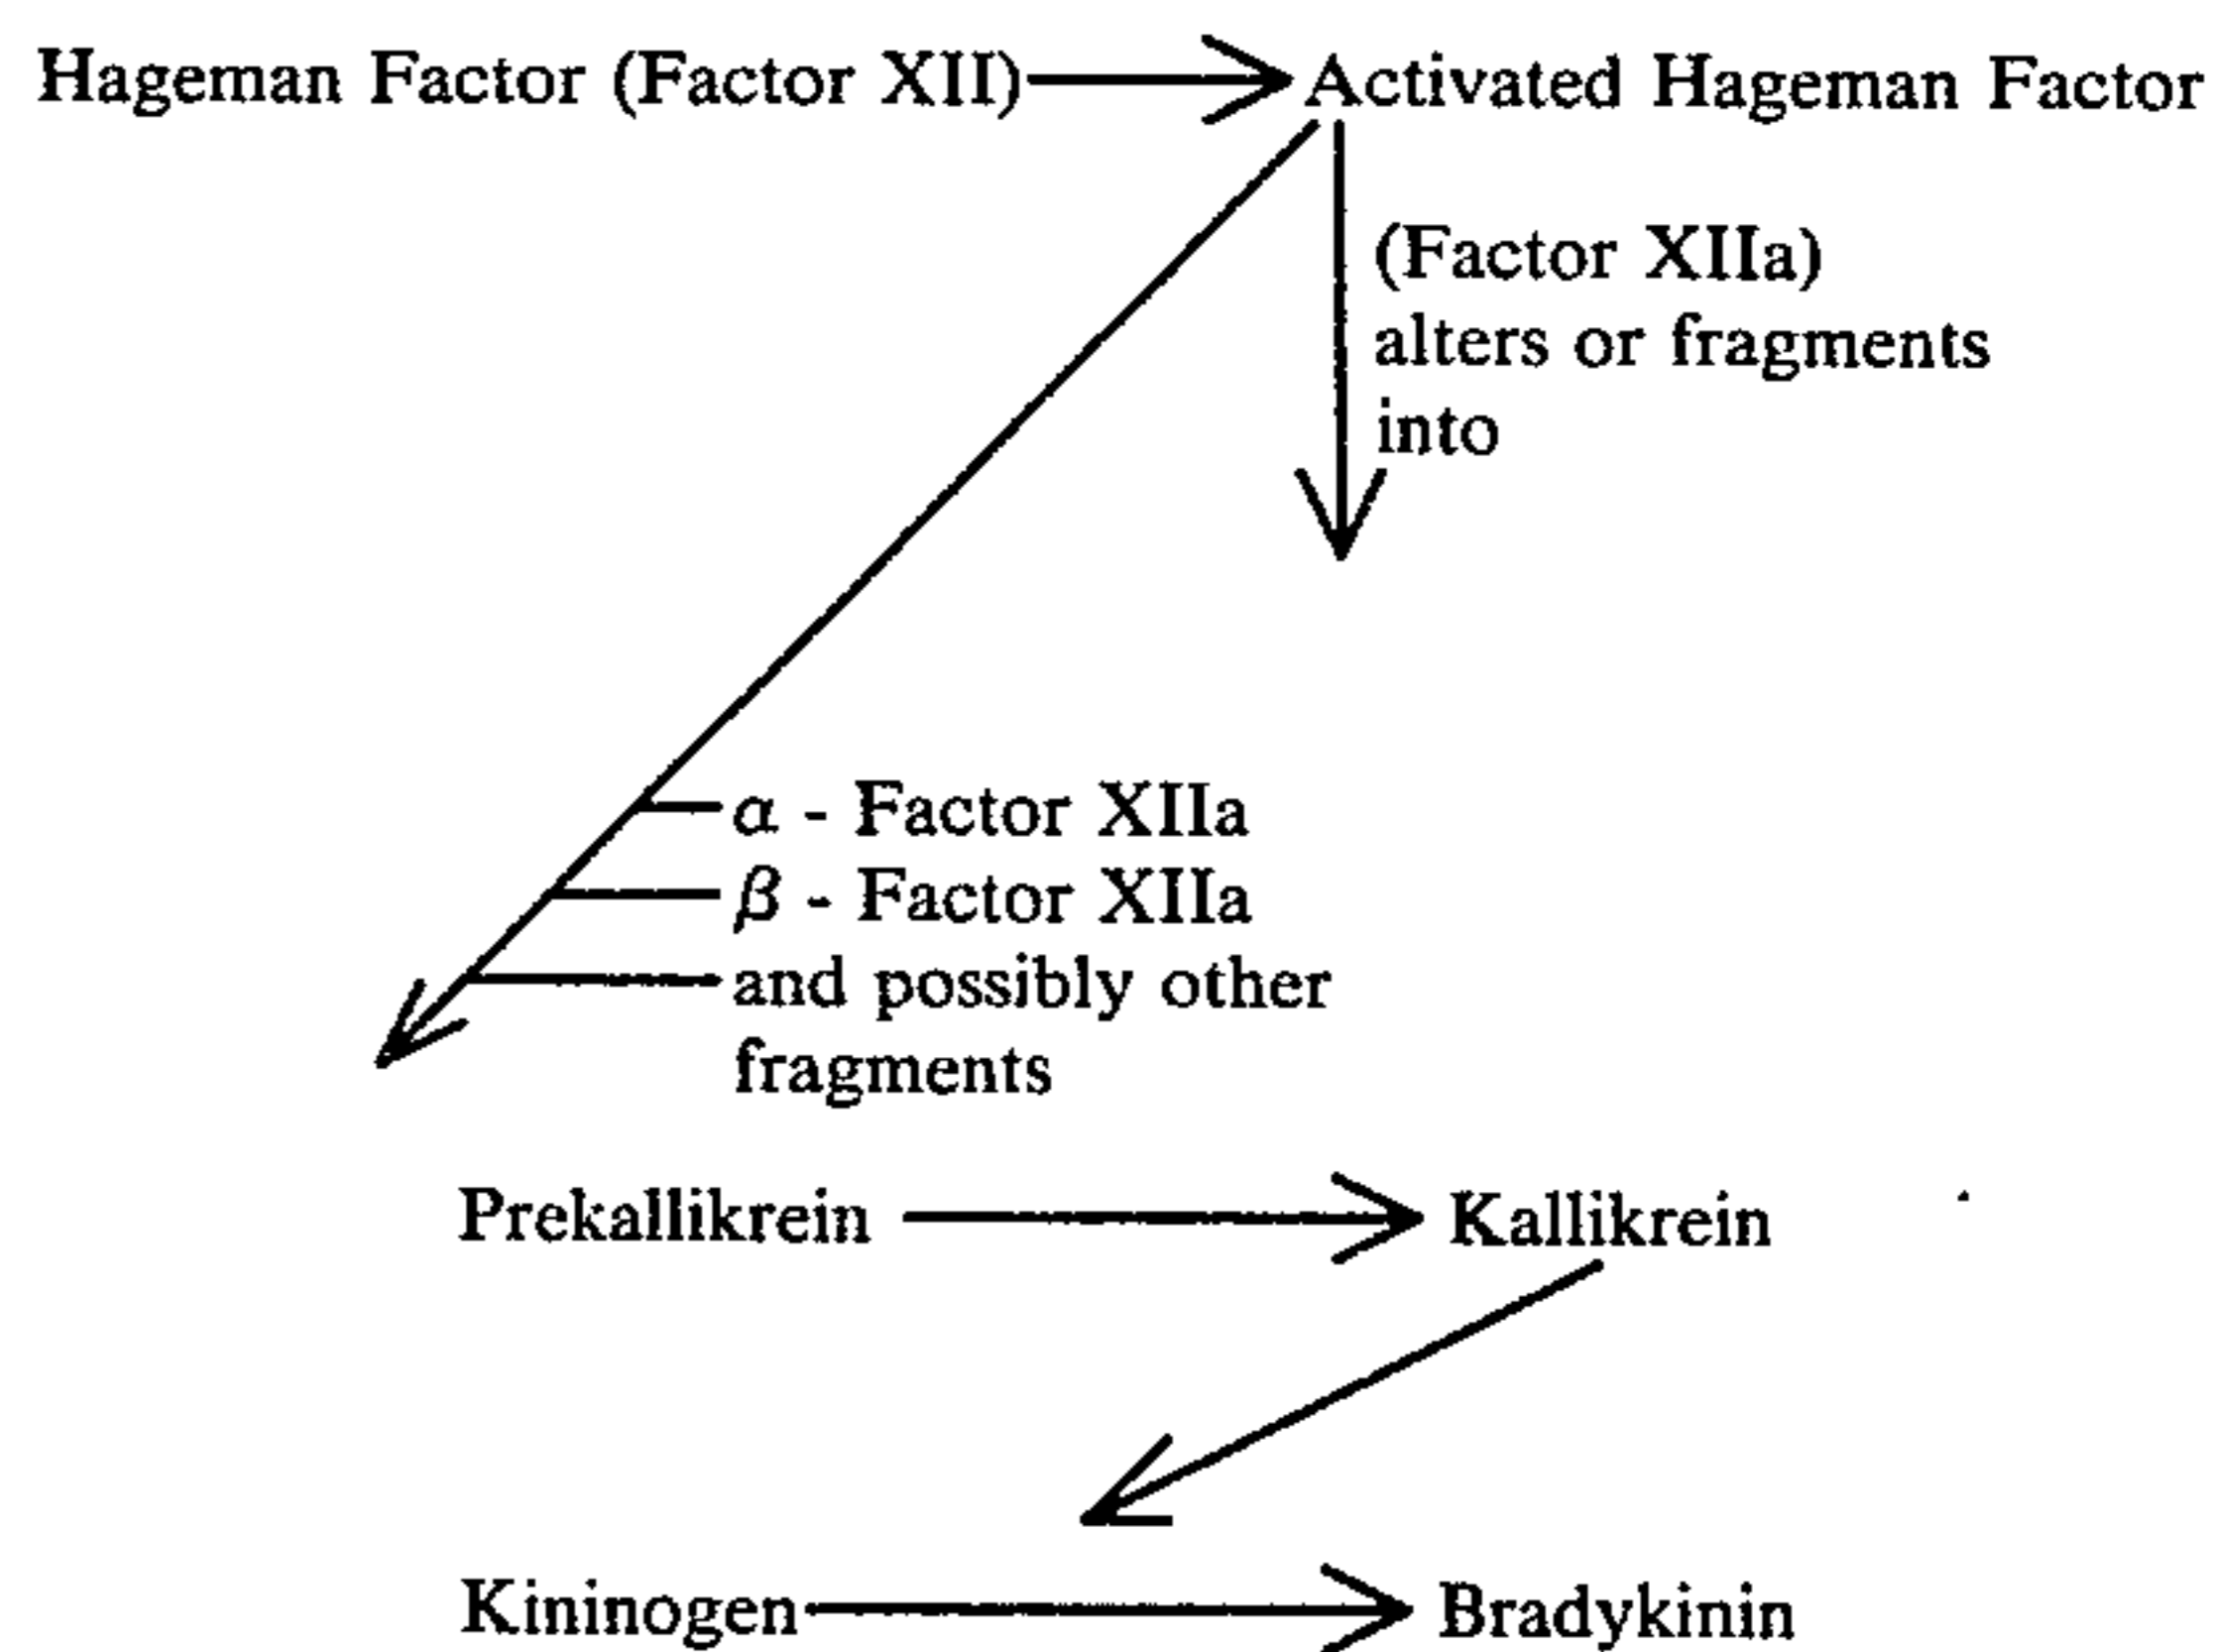 Hageman Factor (Factor XII) Activated Hageman Factor
(Factor XIIa)
alters or fragments
into
α - Factor XIIa
β - Factor XIIa
and possibly other
fragments
Prekallikrein Kallikrein
Kininogen Bradykinin